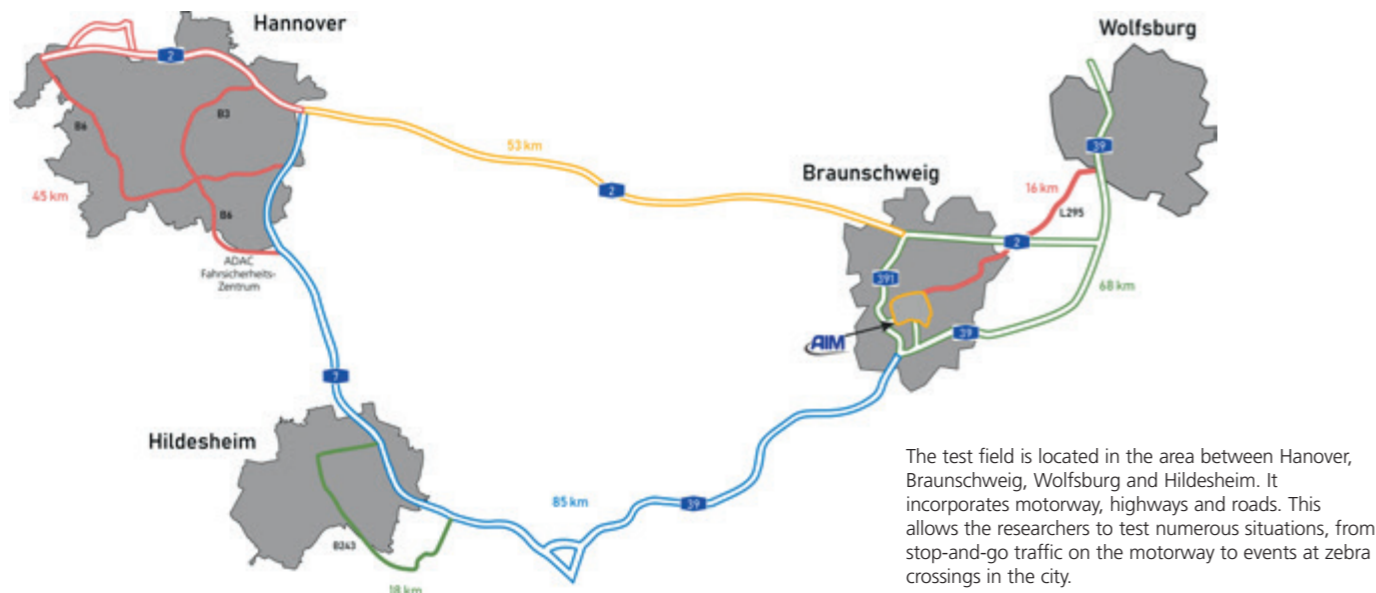 Hannover
Wolfsburg
2
B3
B6
39
53 km
Braunschweig
16 km
45 km
2
L295
B6
2
ADAC
Fahrsicherheits-
Zentrum
391
68 km
39
AIM
7
Hildesheim
The test field is located in the area between Hanover,
Braunschweig, Wolfsburg and Hildesheim. It
incorporates motorway, highways and roads. This
allows the researchers to test numerous situations, from
stop-and-go traffic on the motorway to events at zebra
crossings in the city.
85 km
39
B243
18 km